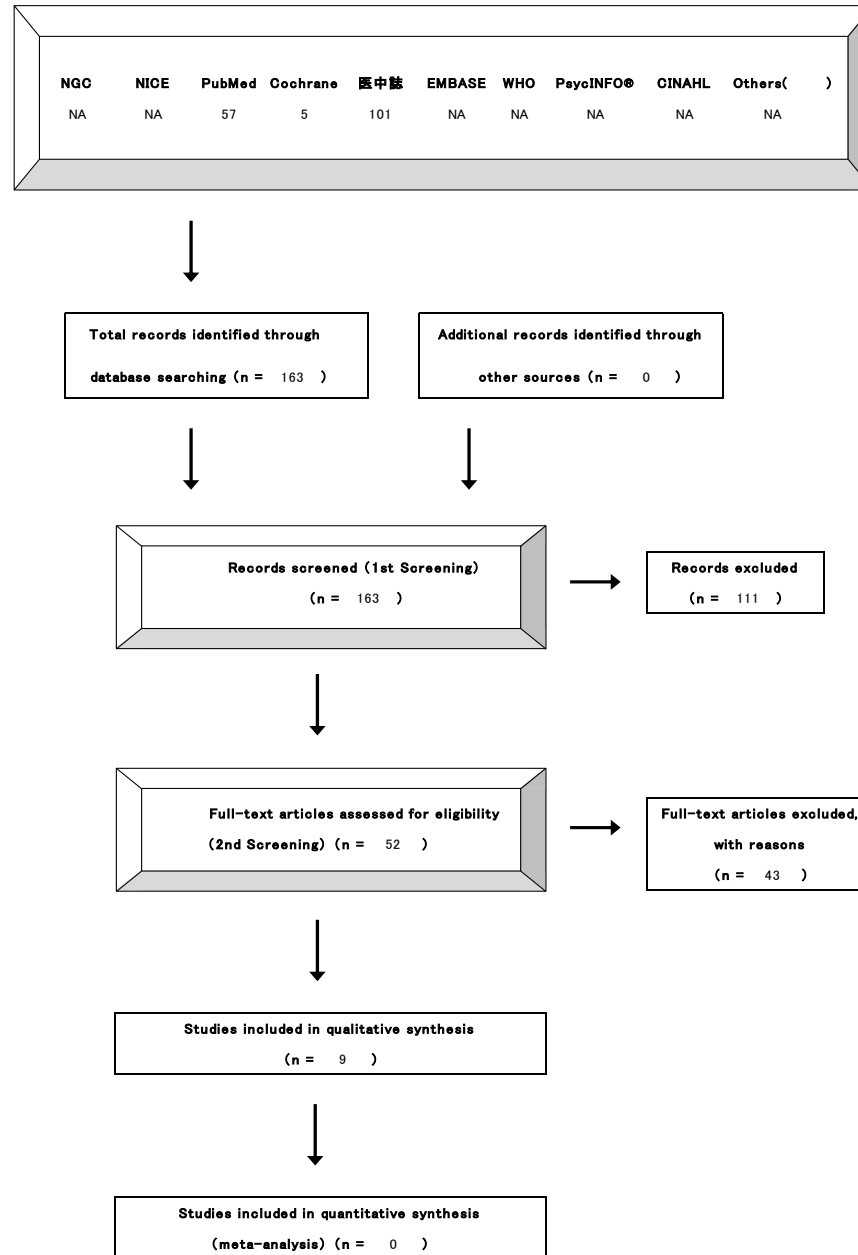 NGC NICE PubMed Cochrane 医中誌 EMBASE WHO PsycINFO® CINAHL Others( )
NA NA 57 5 101 NA NA NA NA NA
Total records identified through
database searching (n = 163 )
Additional records identified through
other sources (n = 0 )
Records screened (1st Screening)
(n = 163 )
Records excluded
(n = 111 )
Full-text articles assessed for eligibility
(2nd Screening) (n = 52 )
Full-text articles excluded,
with reasons
(n = 43 )
Studies included in qualitative synthesis
(n = 9 )
Studies included in quantitative synthesis
(meta-analysis) (n = 0 )